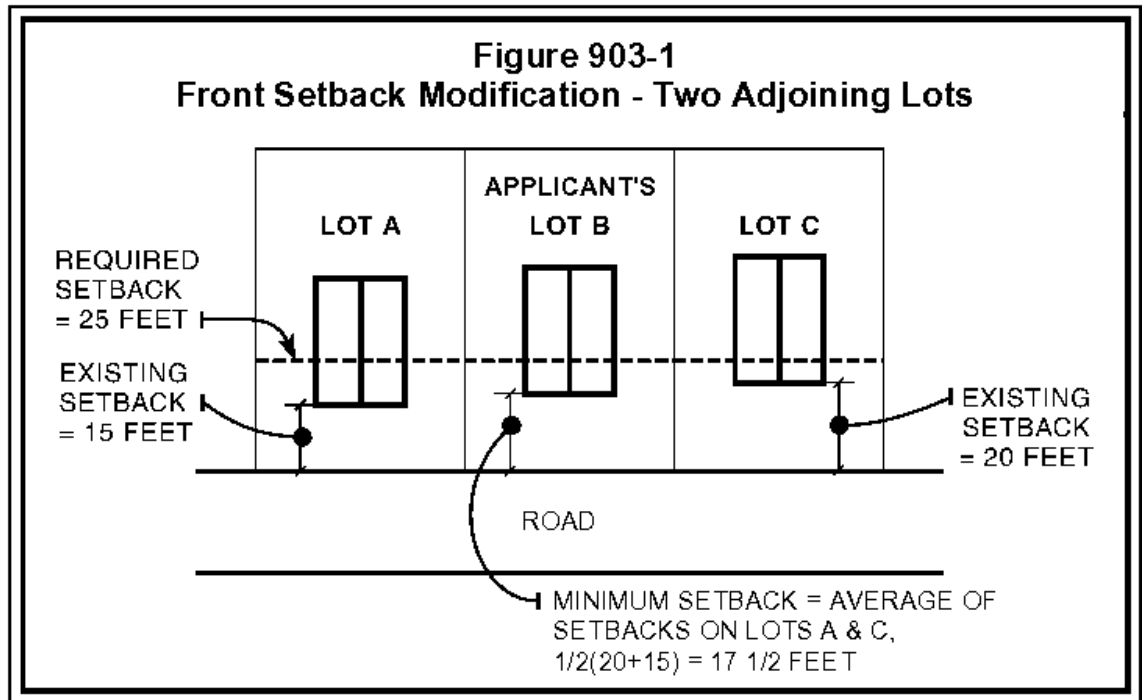 Figure 903-1
Front Setback Modification - Two Adjoining Lots
APPLICANT'S
LOT A
LOT B
LOT C
REQUIRED
SETBACK
= 25 FEET
EXISTING
SETBACK
= 15 FEET
EXISTING
SETBACK
= 20 FEET
ROAD
MINIMUM SETBACK = AVERAGE OF
SETBACKS ON LOTS A & C,
1/2(20+15) = 17 1/2 FEET